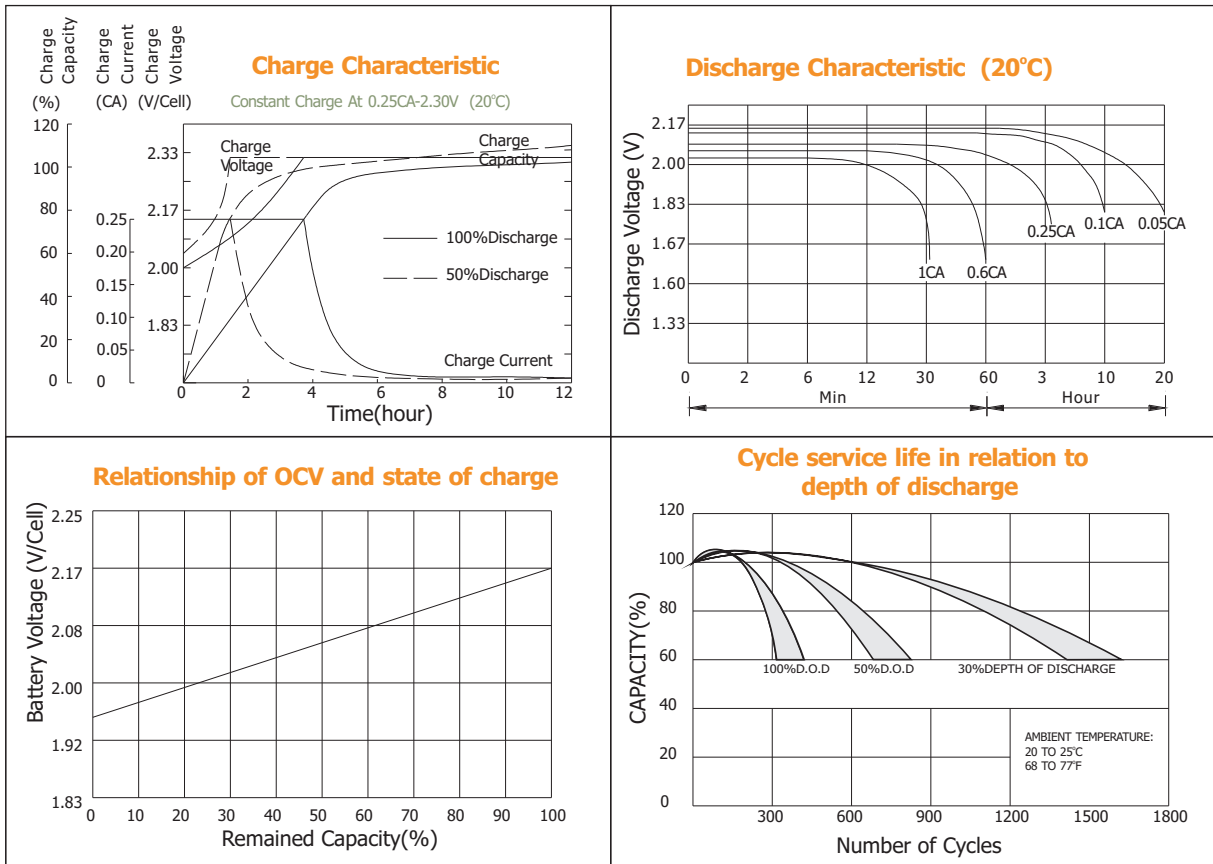 Charge
Capacity
Charge
Current
Charge
Voltage
(%)
(CA)
(V/Cell)
Charge Characteristic
Constant Charge At 0.25CA-2.30V (20°C)
120
100
80
60
40
20
0
0.25
0.20
0.15
0.10
0.05
0
2.33
2.17
2.00
1.83
Charge
Voltage
Charge
Capacity
100%Discharge
50%Discharge
Charge Current
0 2 4 6 8 10 12
Time(hour)
Discharge Characteristic (20°C)
Discharge Voltage (V)
2.17
2.00
1.83
1.67
1.60
1.33
1CA
0.6CA
0.25CA
0.1CA
0.05CA
0 2 6 12 30 60 3 10 20
Min
Hour
Relationship of OCV and state of charge
Battery Voltage (V/Cell)
2.25
2.17
2.08
2.00
1.92
1.83
0 10 20 30 40 50 60 70 80 90 100
Remained Capacity(%)
Cycle service life in relation to
depth of discharge
CAPACITY(%)
120
100
80
60
40
20
0
100%D.O.D
50%D.O.D
30%DEPTH OF DISCHARGE
AMBIENT TEMPERATURE:
20 TO 25°C
68 TO 77°F
300 600 900 1200 1500 1800
Number of Cycles